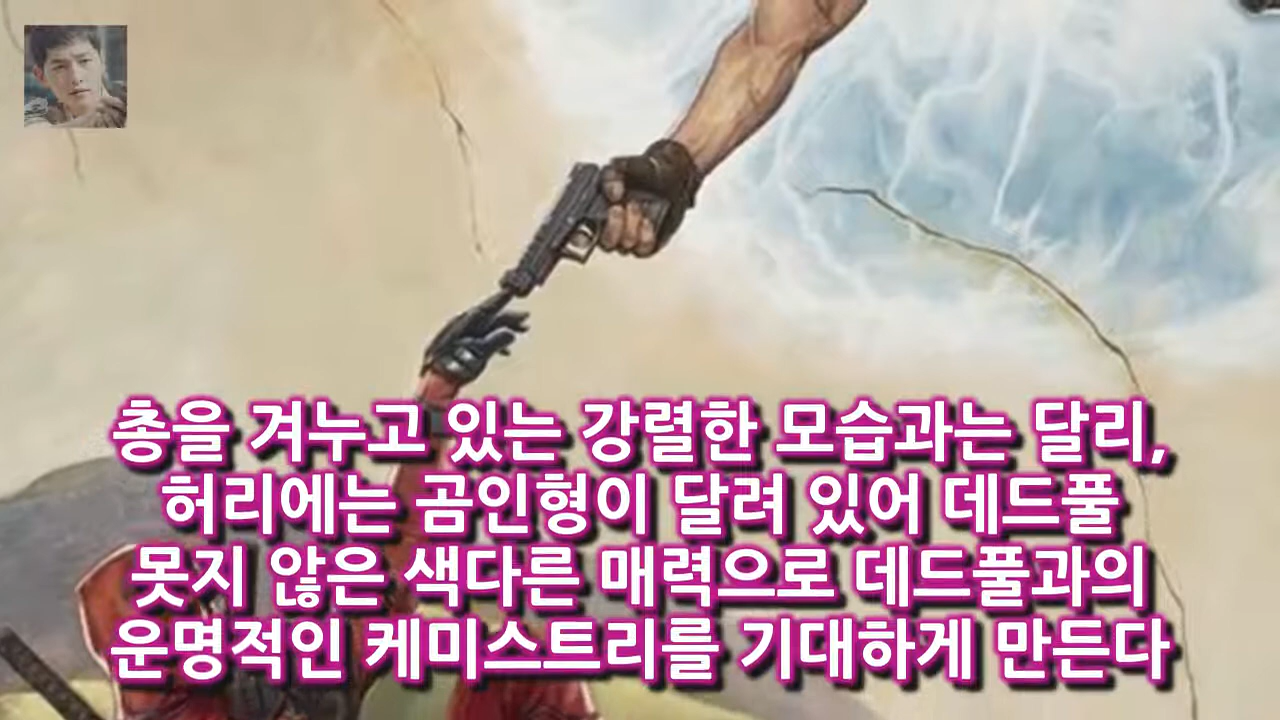 총을 겨누고 있는 강렬한 모습과는 달리,
허리에는 곰인형이 달려 있어 데드풀
못지 않은 색다른 매력으로 데드풀과의
운명적인 케미스트리를 기대하게 만든다